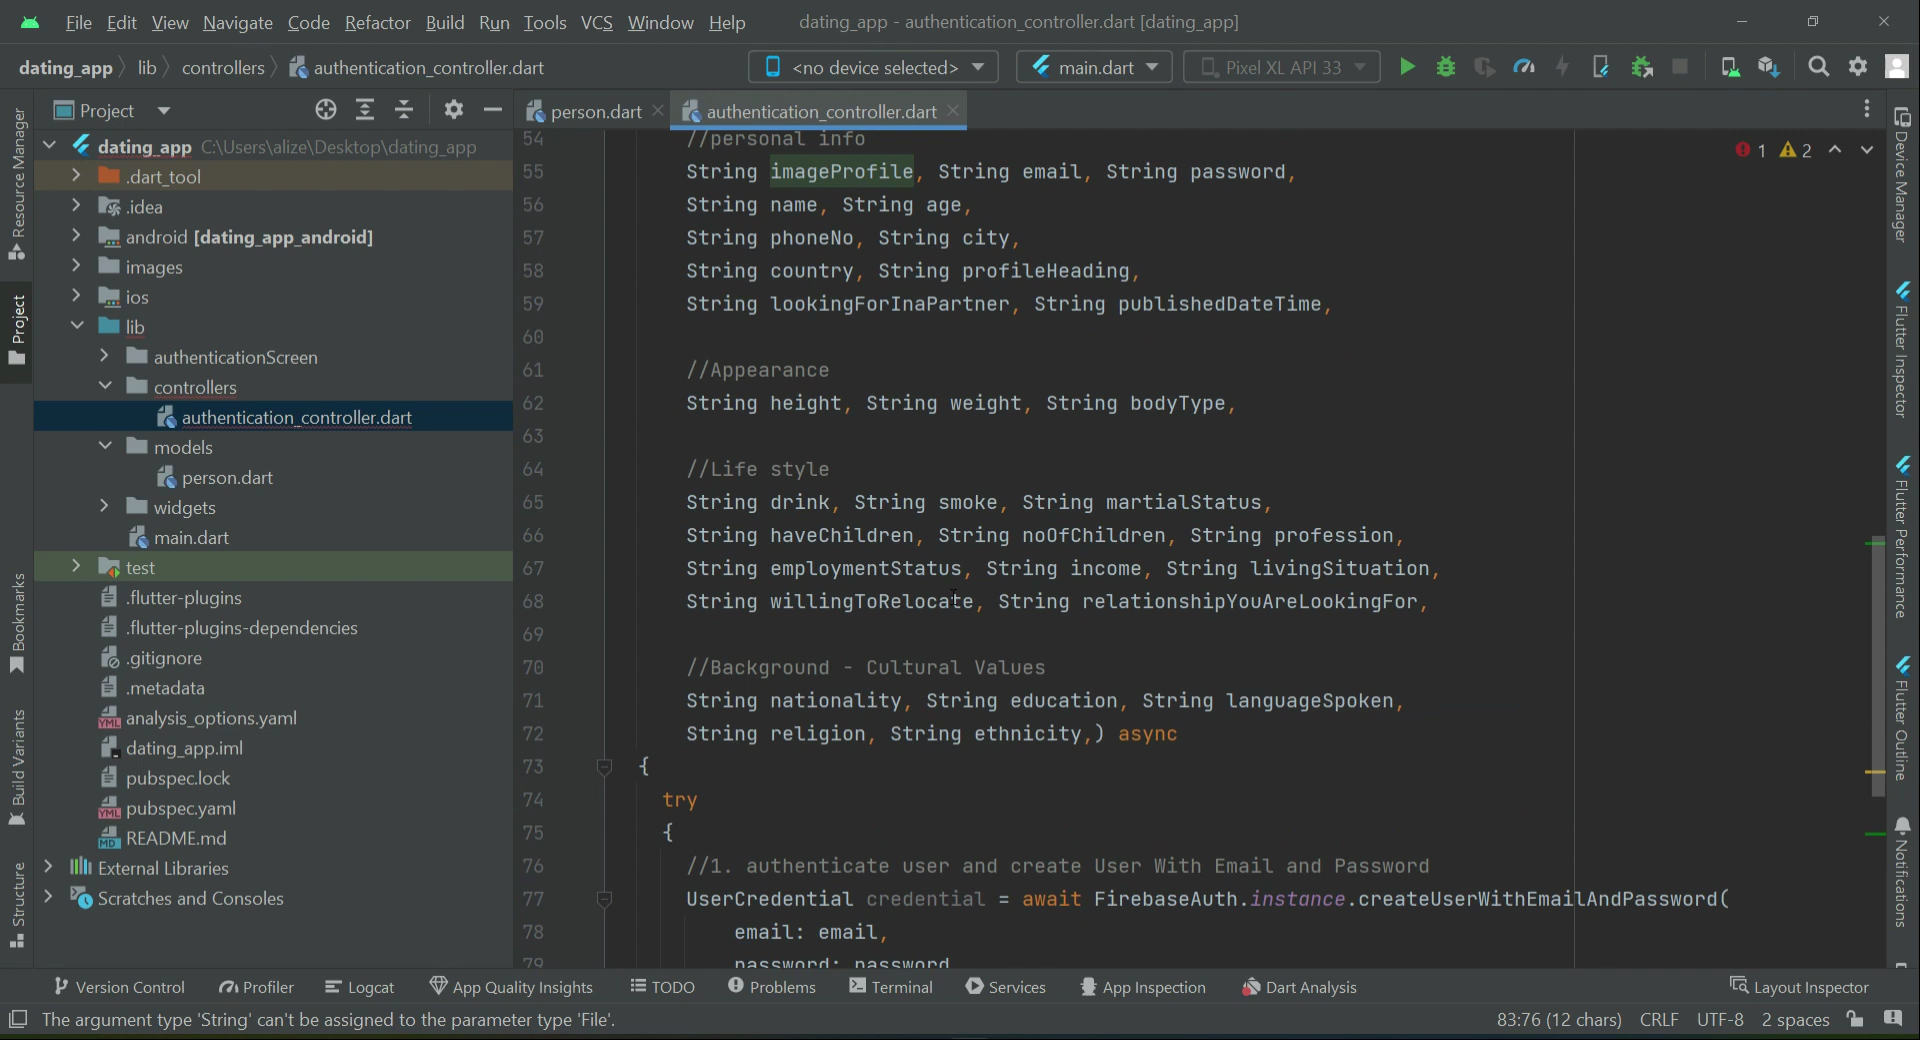 File Edit View Navigate Code Refactor Build Run Tools VCS Window Help dating_app - authentication_controller.dart [dating_app]
dating_app lib controllers authentication_controller.dart <no device selected> main.dart Pixel XL API 33
Project
person.dart authentication_controller.dart
Resource Manager
Project
Bookmarks
Build Variants
Structure
dating_app C:\Users\alize\Desktop\dating_app
.dart_tool
.idea
android [dating_app_android]
images
ios
lib
authenticationScreen
controllers
authentication_controller.dart
models
person.dart
widgets
main.dart
test
.flutter-plugins
.flutter-plugins-dependencies
.gitignore
.metadata
analysis_options.yaml
dating_app.iml
pubspec.lock
pubspec.yaml
README.md
External Libraries
Scratches and Consoles
1 2
54 //personal info
55 String imageProfile, String email, String password,
56 String name, String age,
57 String phoneNo, String city,
58 String country, String profileHeading,
59 String lookingForInaPartner, String publishedDateTime,
60
61 //Appearance
62 String height, String weight, String bodyType,
63
64 //Life style
65 String drink, String smoke, String martialStatus,
66 String haveChildren, String noOfChildren, String profession,
67 String employmentStatus, String income, String livingSituation,
68 String willingToRelocate, String relationshipYouAreLookingFor,
69
70 //Background - Cultural Values
71 String nationality, String education, String languageSpoken,
72 String religion, String ethnicity,) async
73 {
74 try
75 {
76 //1. authenticate user and create User With Email and Password
77 UserCredential credential = await FirebaseAuth.instance.createUserWithEmailAndPassword(
78 email: email,
79 password: password
Device Manager
Flutter Inspector
Flutter Performance
Flutter Outline
Notifications
Version Control Profiler Logcat App Quality Insights TODO Problems Terminal Services App Inspection Dart Analysis Layout Inspector
The argument type 'String' can't be assigned to the parameter type 'File'. 83:76 (12 chars) CRLF UTF-8 2 spaces